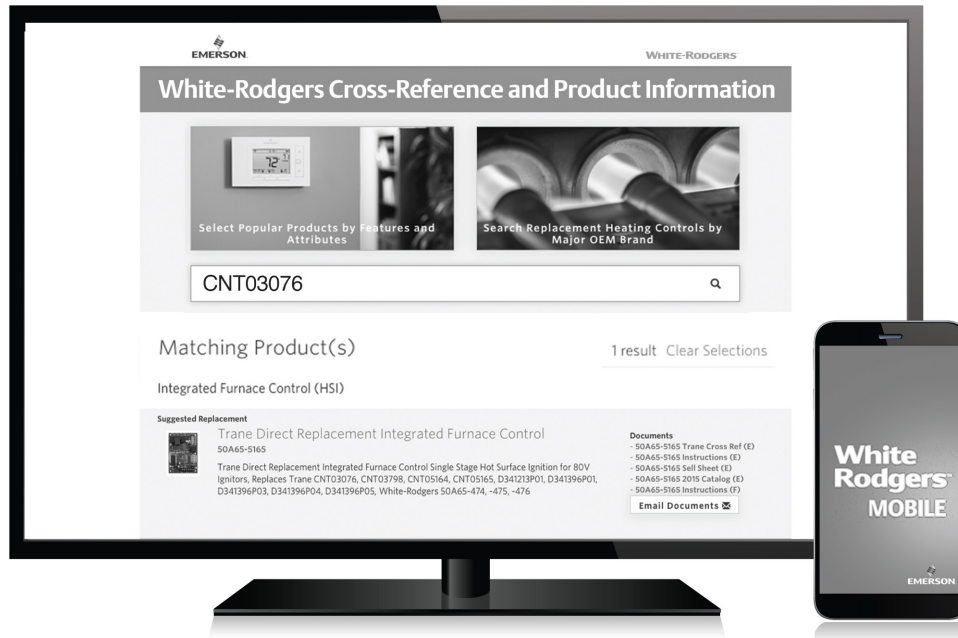 EMERSON.
WHITE-RODGERS
White-Rodgers Cross-Reference and Product Information
72°
Select Popular Products by Features and
Attributes
Search Replacement Heating Controls by
Major OEM Brand
CNT03076
Matching Product(s)
1 result Clear Selections
Integrated Furnace Control (HSI)
Suggested Replacement
Trane Direct Replacement Integrated Furnace Control
50A65-5165
Trane Direct Replacement Integrated Furnace Control Single Stage Hot Surface Ignition for 80V
Ignitors, Replaces Trane CNT03076, CNT03798, CNT05164, CNT05165, D341213P01, D341396P01,
D341396P03, D341396P04, D341396P05, White-Rodgers 50A65-474, -475, -476
Documents
- 50A65-5165 Trane Cross Ref (E)
- 50A65-5165 Instructions (E)
- 50A65-5165 Sell Sheet (E)
- 50A65-5165 2015 Catalog (E)
- 50A65-5165 Instructions (F)
Email Documents
White
Rodgers
MOBILE
EMERSON